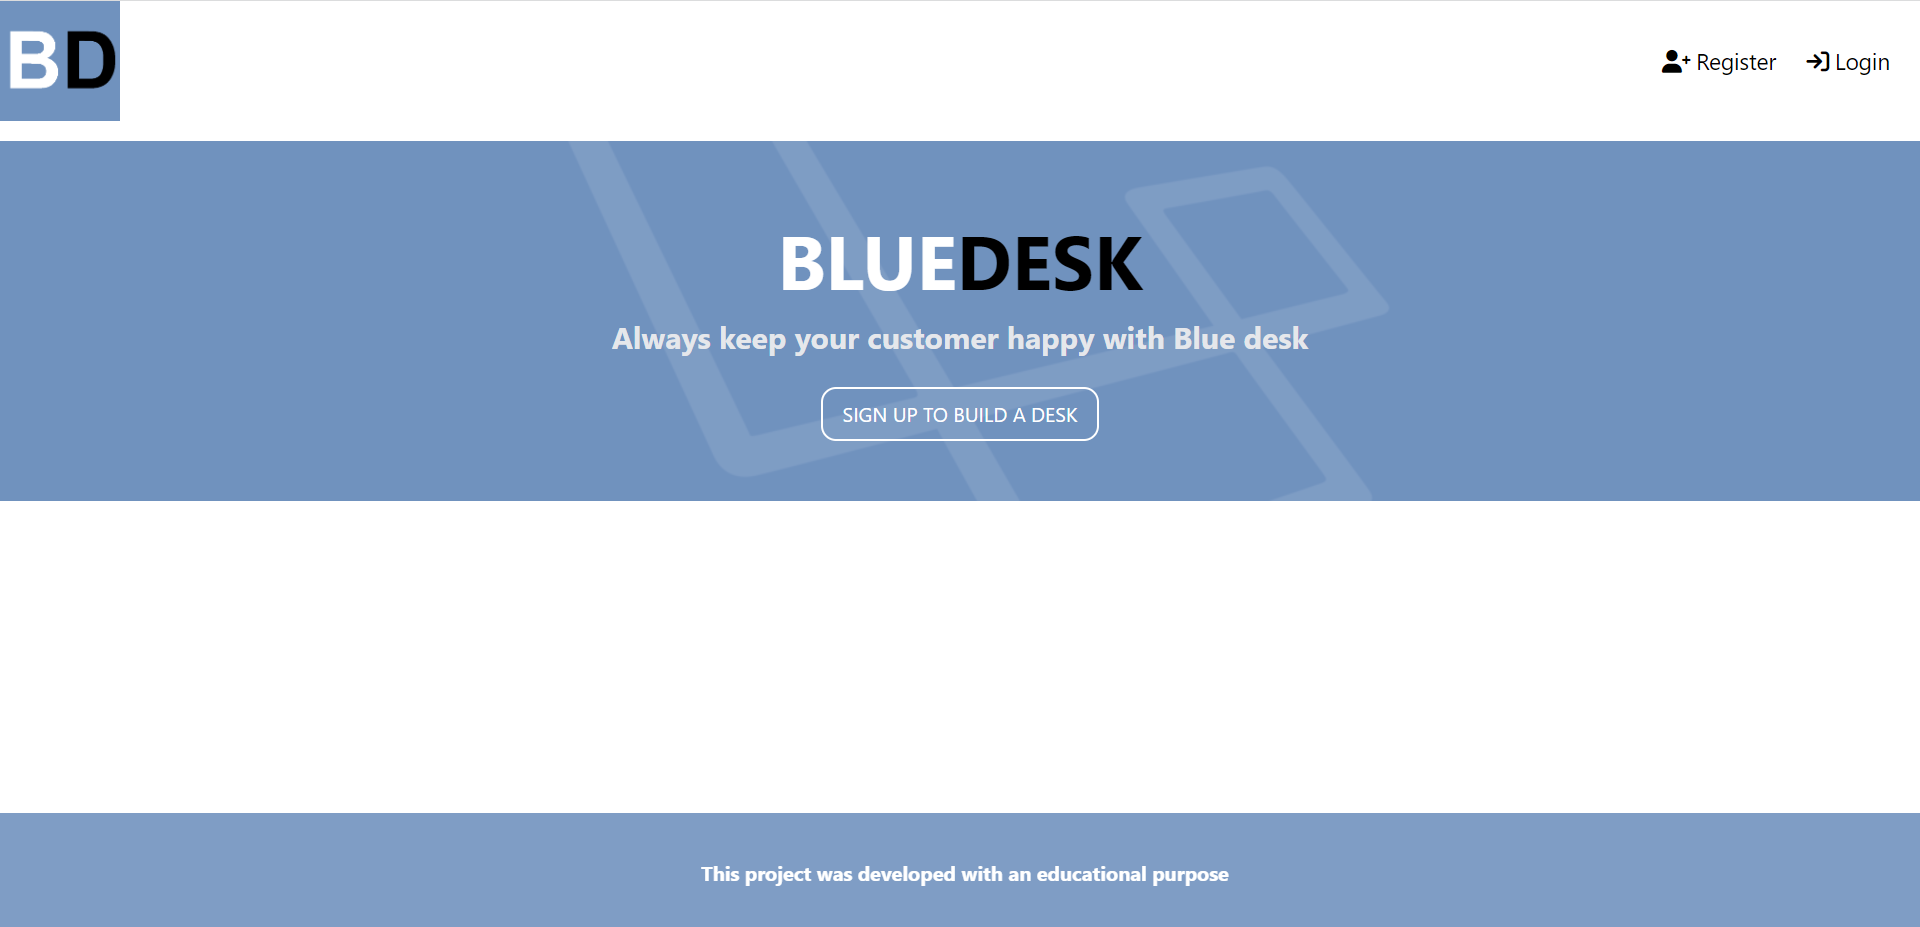 BD
Register
Login
BLUEDESK
Always keep your customer happy with Blue desk
SIGN UP TO BUILD A DESK
This project was developed with an educational purpose